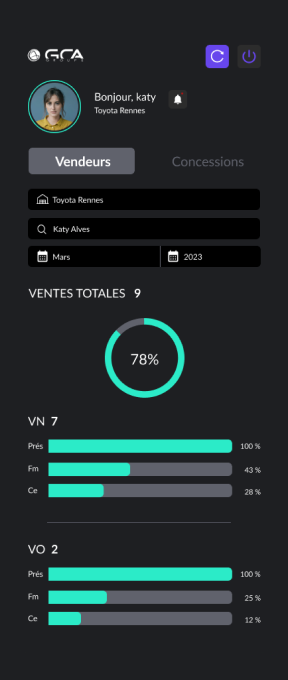 GCA
Bonjour, katy
Toyota Rennes
Vendeurs Concessions
Toyota Rennes
Katy Alves
Mars 2023
VENTES TOTALES 9
78%
VN 7
Prés 100 %
Fm 43 %
Ce 28 %
VO 2
Prés 100 %
Fm 25 %
Ce 12 %